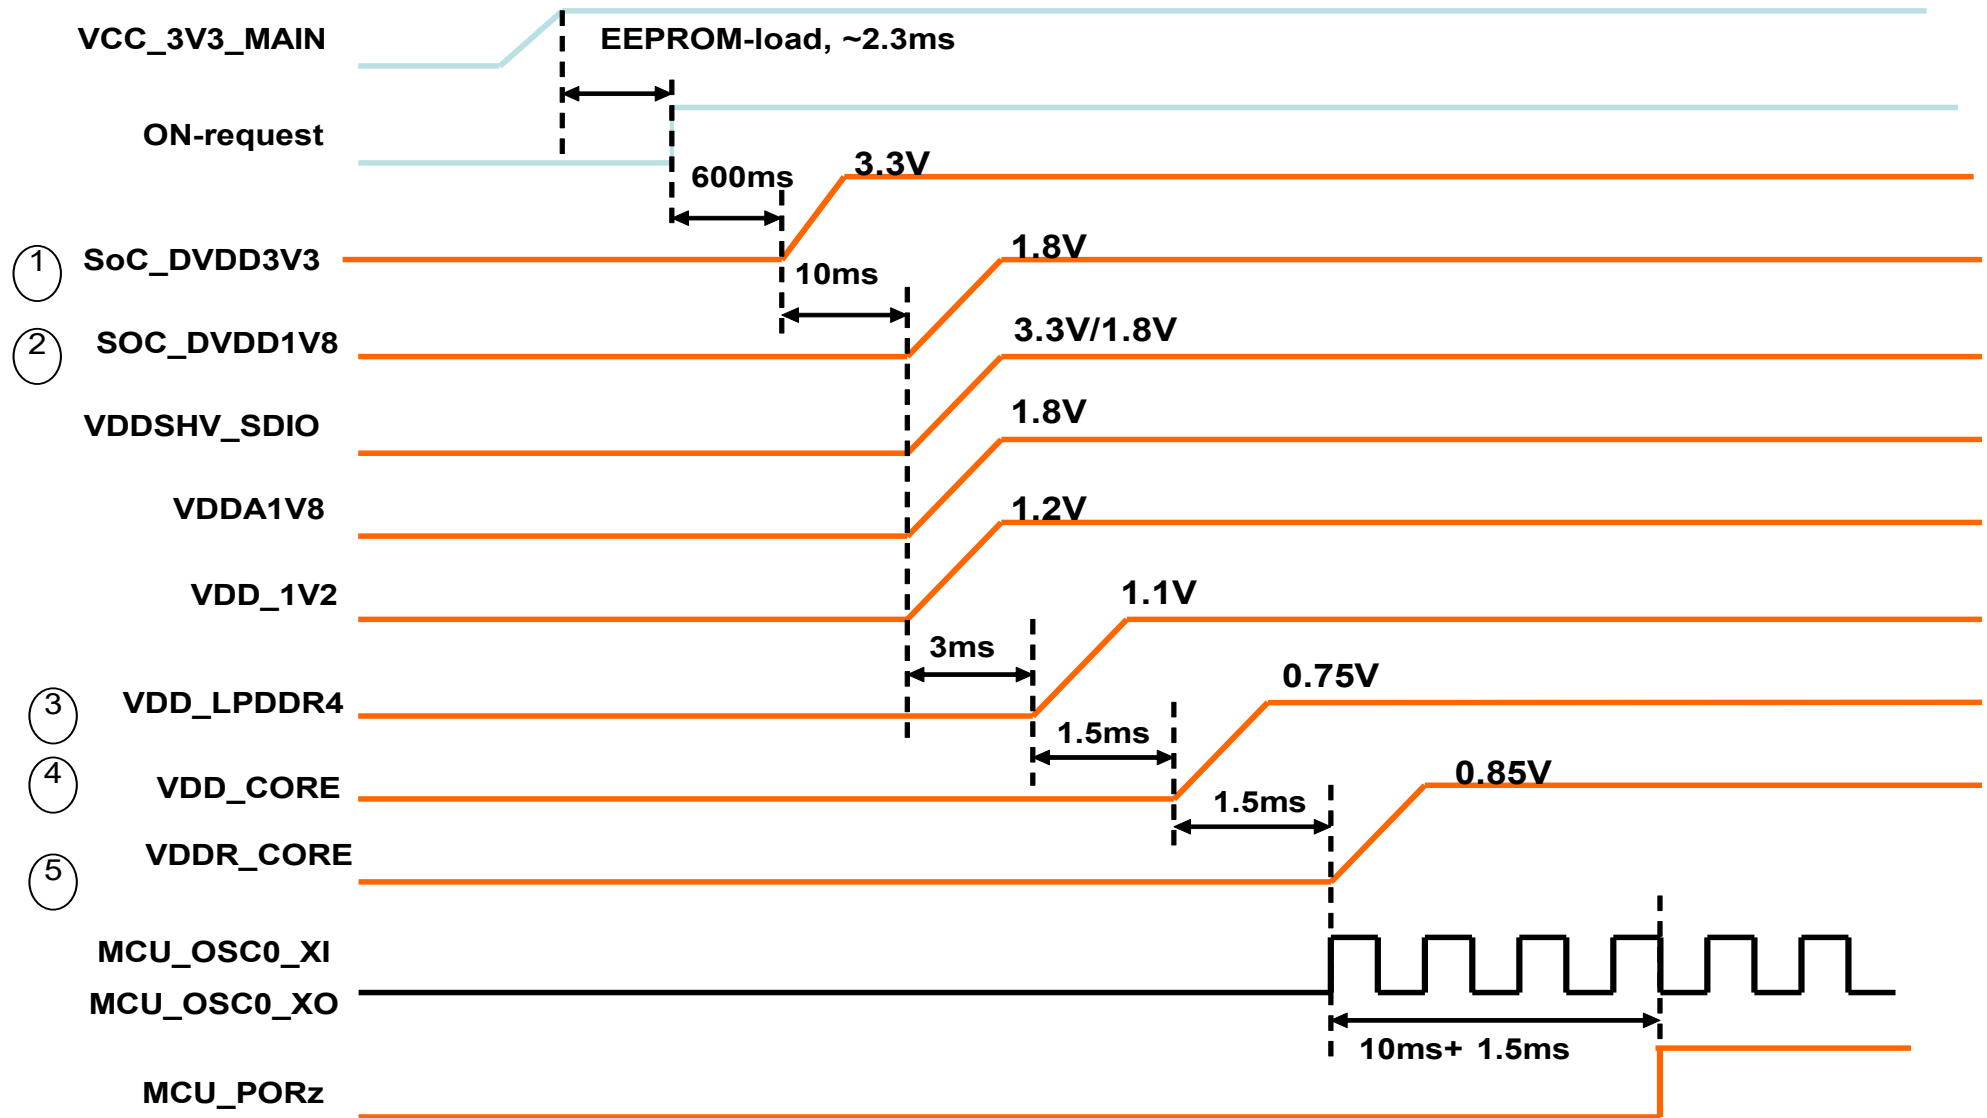 VCC_3V3_MAIN
EEPROM-load, ~2.3ms
ON-request
600ms
3.3V
1 SoC_DVDD3V3
1.8V
10ms
2 SOC_DVDD1V8
3.3V/1.8V
VDDSHV_SDIO
1.8V
VDDA1V8
1.2V
VDD_1V2
1.1V
3ms
3 VDD_LPDDR4
0.75V
1.5ms
4 VDD_CORE
0.85V
1.5ms
5 VDDR_CORE
MCU_OSC0_XI
MCU_OSC0_XO
10ms+ 1.5ms
MCU_PORz